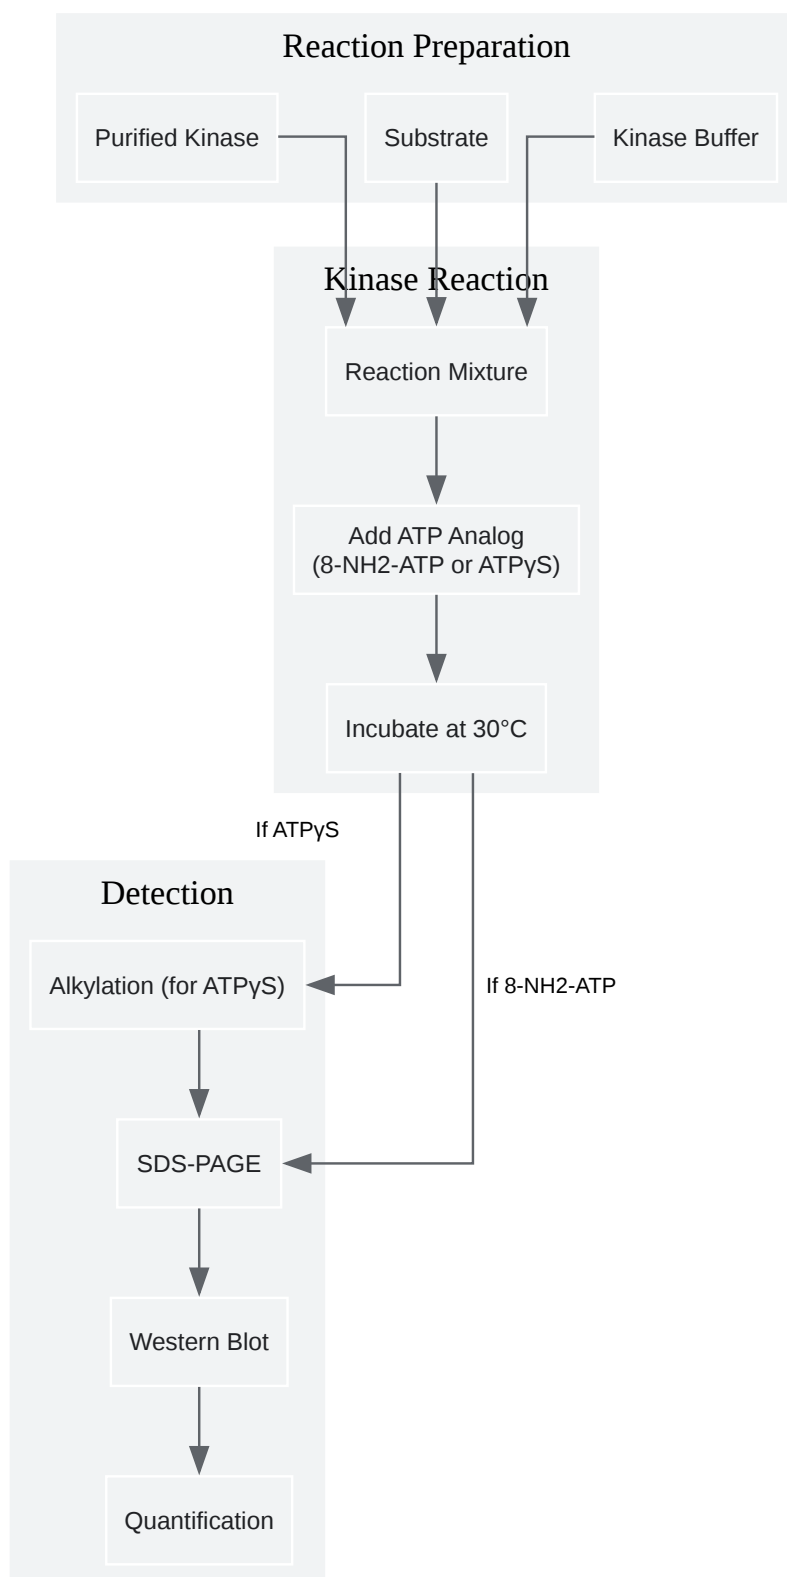 Reaction Preparation
Purified Kinase
Substrate
Kinase Buffer
Kinase Reaction
Reaction Mixture
Add ATP Analog
(8-NH2-ATP or ATPγS)
Incubate at 30°C
If ATPγS
Detection
Alkylation (for ATPγS)
If 8-NH2-ATP
SDS-PAGE
Western Blot
Quantification